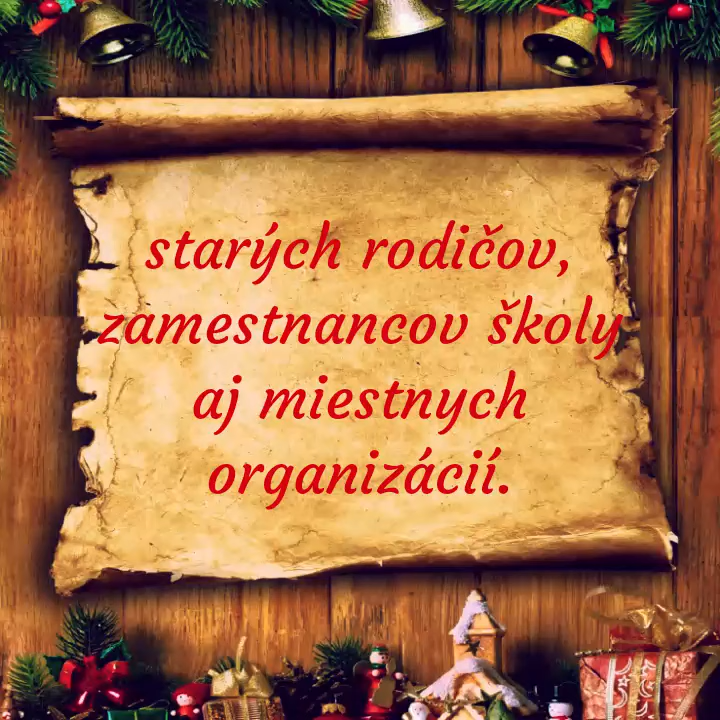 starých rodičov,
zamestnancov školy
aj miestnych
organizácií.